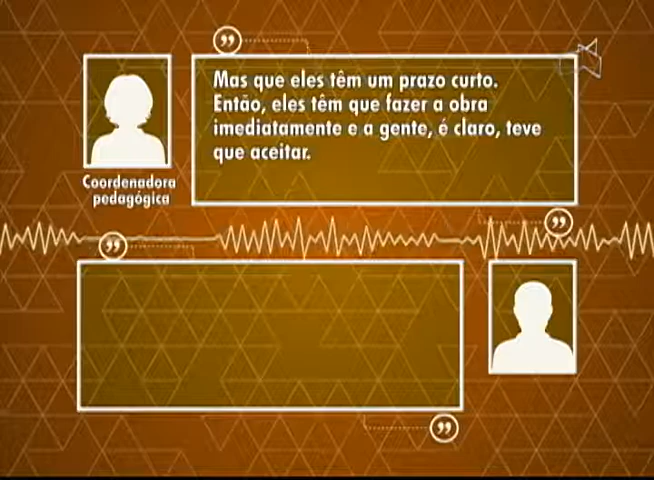 Mas que eles têm um prazo curto.
Então, eles têm que fazer a obra
imediatamente e a gente, é claro, teve
que aceitar.
Coordenadora
pedagógica